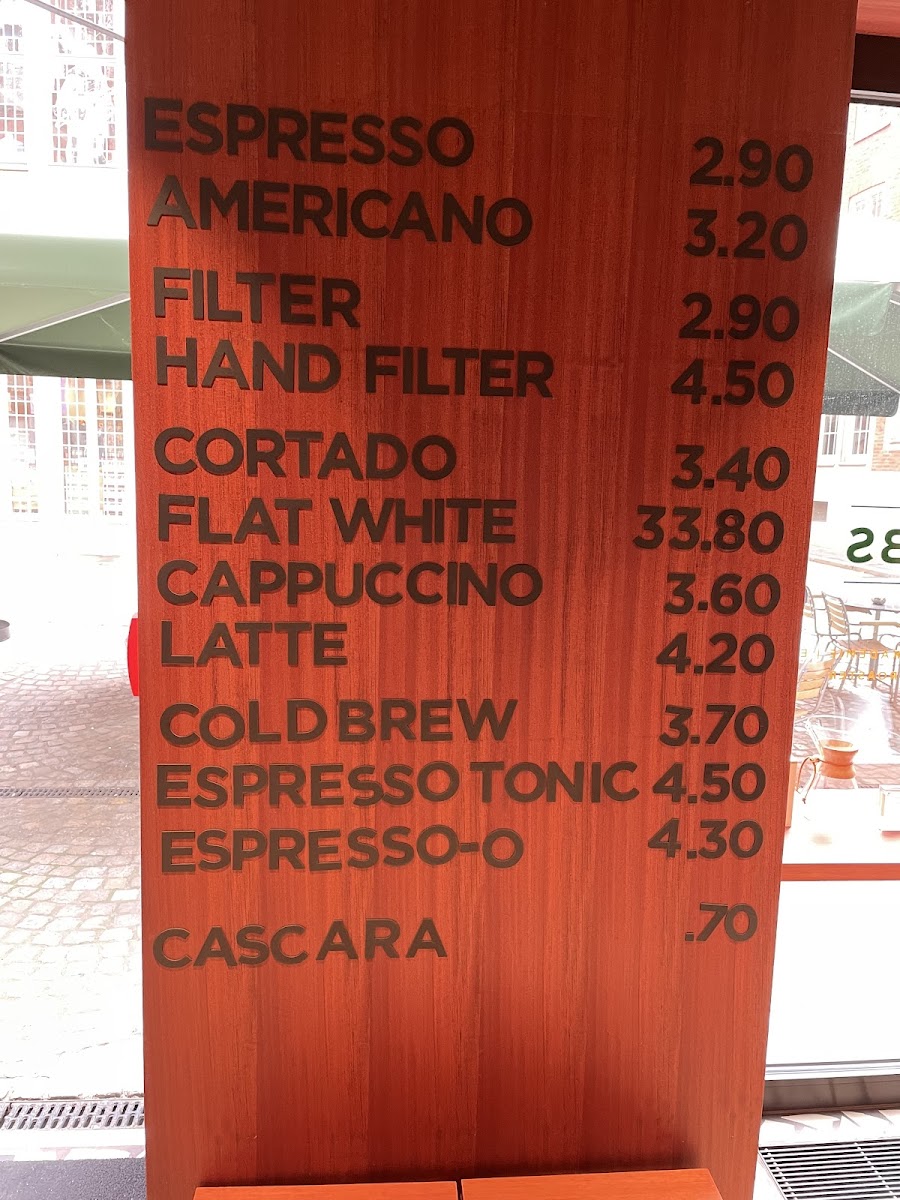 ESPRESSO 2.90
AMERICANO 3.20
FILTER 2.90
HAND FILTER 4.50
CORTADO 3.40
FLAT WHITE 33.80
CAPPUCCINO 3.60
LATTE 4.20
COLD BREW 3.70
ESPRESSO TONIC 4.50
ESPRESSO-O 4.30
CASCARA .70
BS